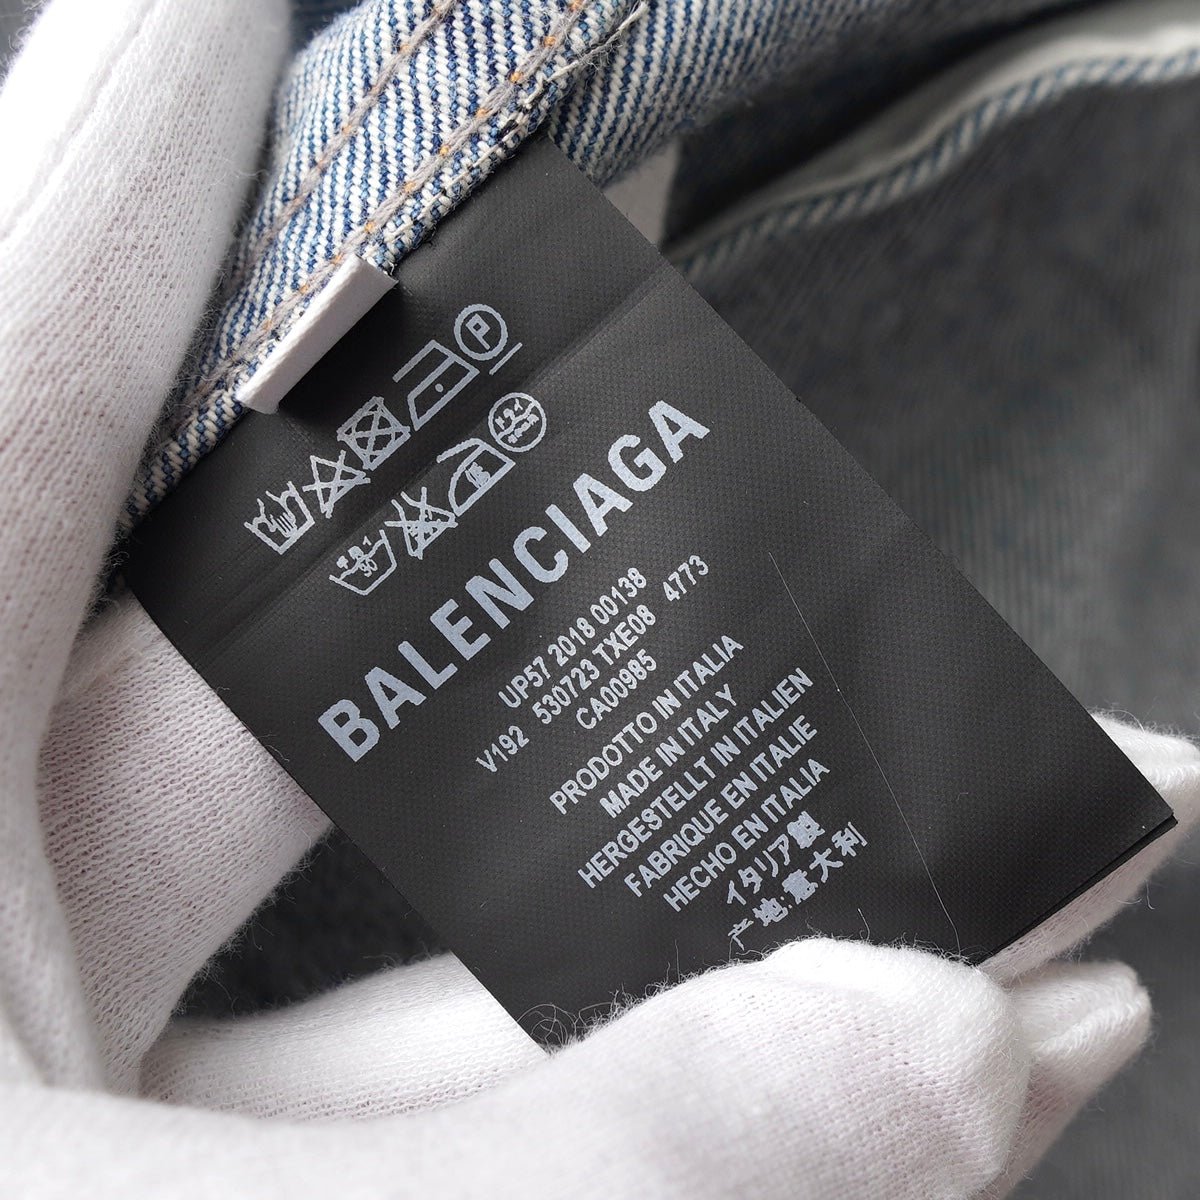 P
BALENCIAGA
UP57 2018 00138
V192 530723 TXE08 4773
CA00985
PRODOTTO IN ITALIA
MADE IN ITALY
HERGESTELLT IN ITALIEN
FABRIQUE EN ITALIE
HECHO EN ITALIA
イタリア製
产地:意大利